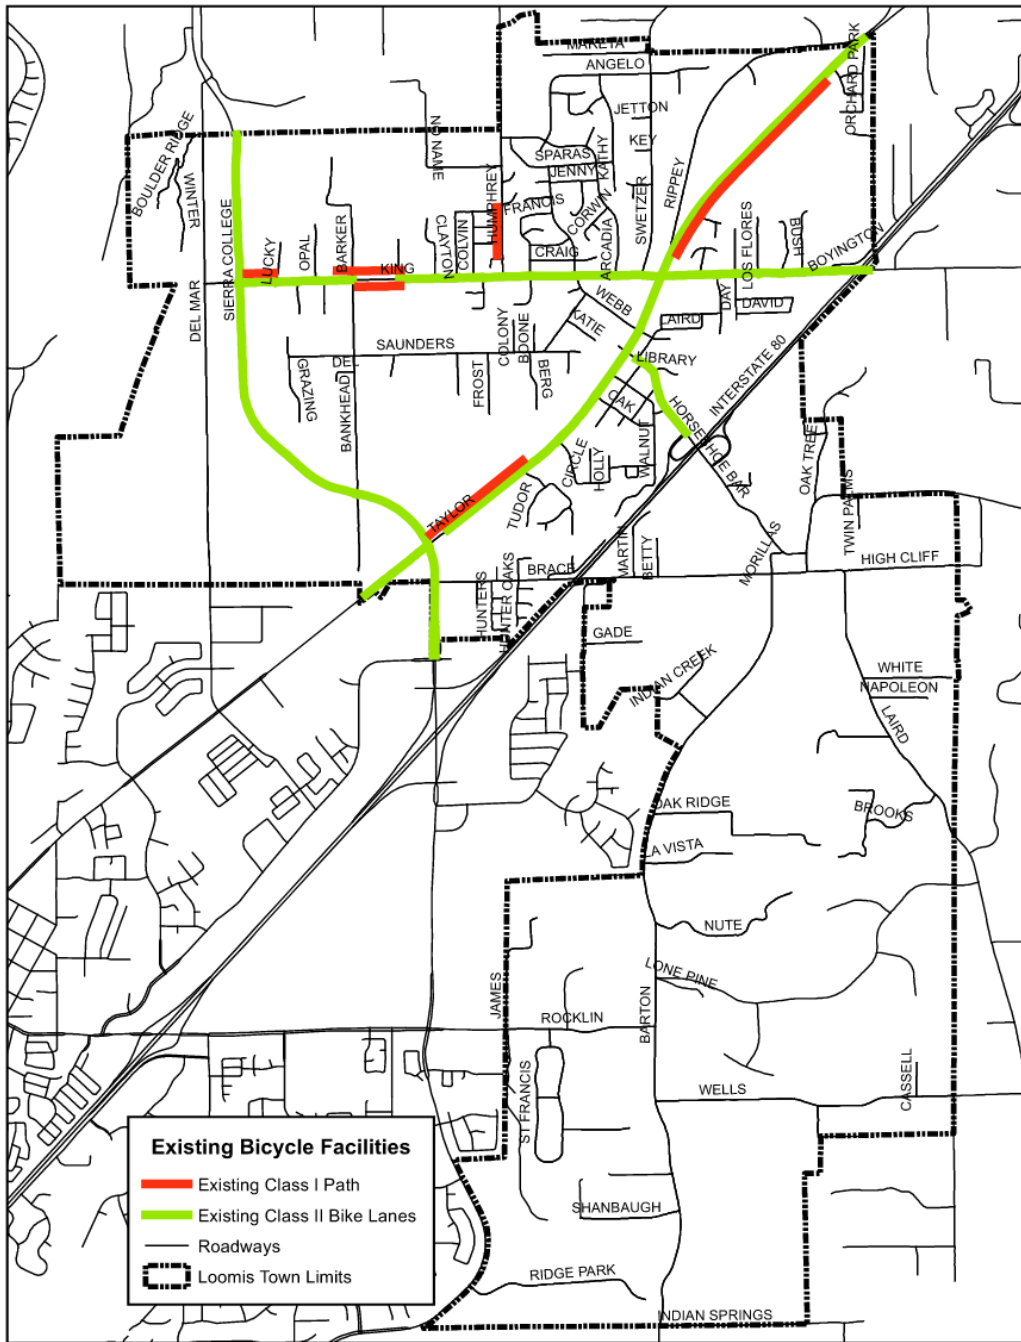 MARETA
ANGELO
ORCHARD PARK
JETTON
KEY
NO NAME
BOULDER RIDGE
SPARAS
JENNY
KATHY
WINTER
HUMPHREY
FRANCIS
CORWIN
SWETZER
RIPPEY
SIERRA COLLEGE
LUCKY
OPAL
BARKER
CLAYTON
COLVIN
CRAIG
ARCADIA
LOS FLORES
BUSH
BOYINGTON
KING
DEL MAR
WEBB
KATIE
LAIRD
DAY
DAVID
SAUNDERS
COLONY
BOONE
LIBRARY
INTERSTATE 80
GRAZING
DEL
BANKHEAD
FROST
BERG
OAK
HORSESHOE BAR
WALNUT
CIRCLE
HOLLY
OAK TREE
TAYLOR
TUDOR
TWIN PALMS
MARTIN
BETTY
MORILLAS
HIGH CLIFF
BRACE
HUNTERS
HUNTER OAKS
GADE
INDIAN CREEK
WHITE
NAPOLEON
LAIRD
OAK RIDGE
BROOKS
LA VISTA
NUTE
LONE PINE
JAMES
ROCKLIN
BARTON
ST FRANCIS
WELLS
CASSELL
SHANBAUGH
RIDGE PARK
INDIAN SPRINGS
Existing Bicycle Facilities
Existing Class I Path
Existing Class II Bike Lanes
Roadways
Loomis Town Limits